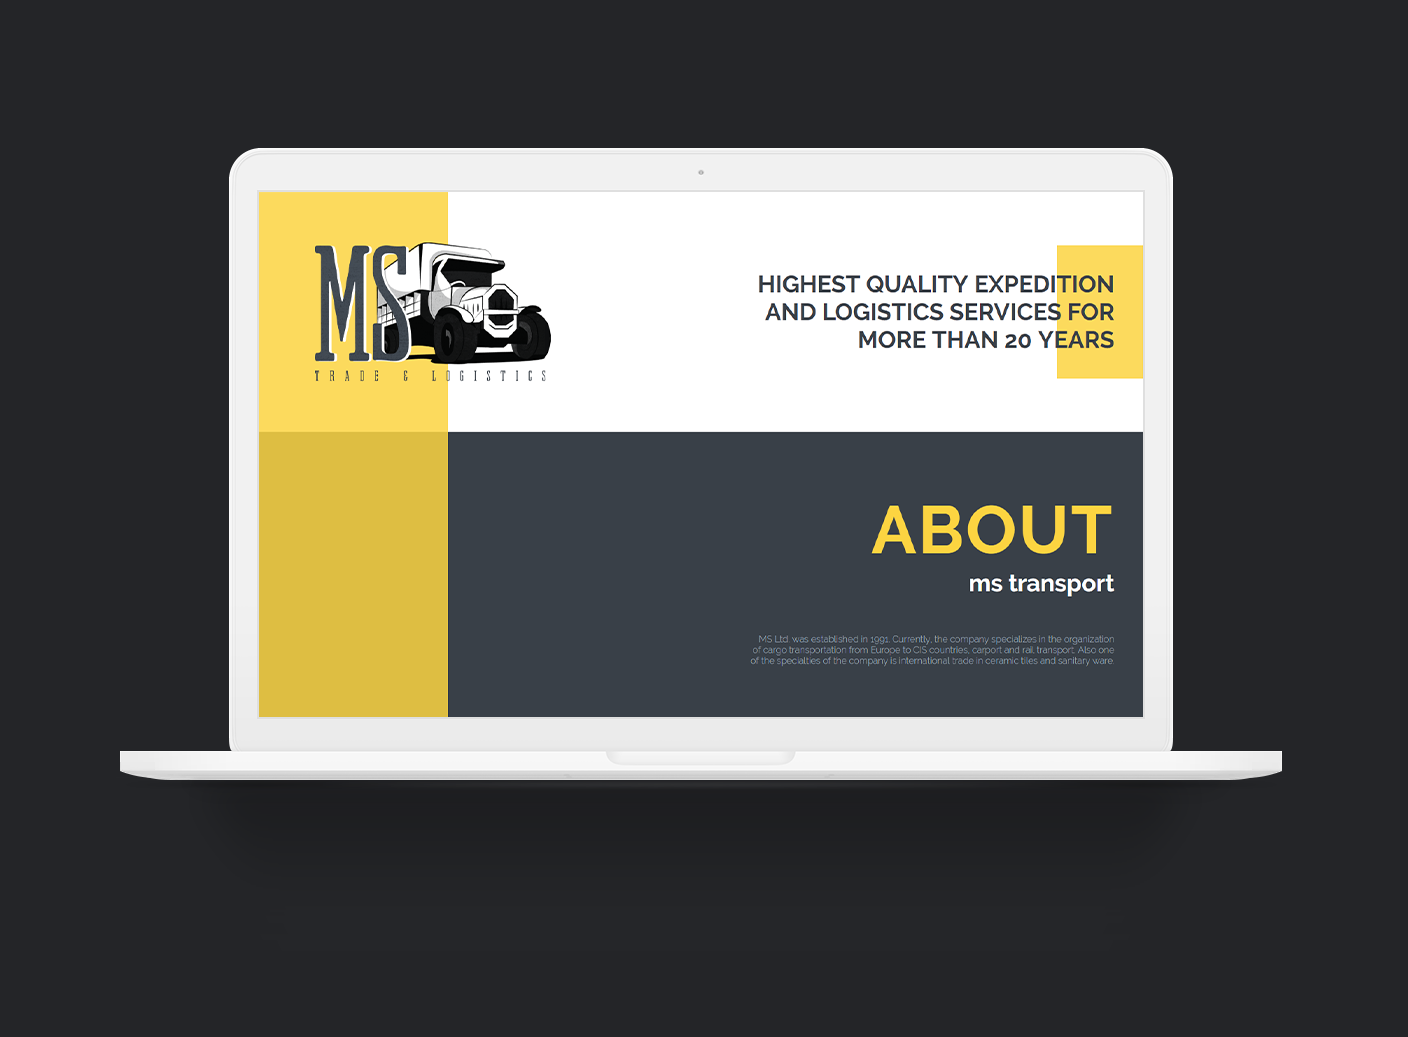 MS
TRADE & LOGISTICS
HIGHEST QUALITY EXPEDITION
AND LOGISTICS SERVICES FOR
MORE THAN 20 YEARS
ABOUT
ms transport
MS Ltd. was established in 1991. Currently, the company specializes in the organization
of cargo transportation from Europe to CIS countries, carport and rail transport. Also one
of the specialties of the company is international trade in ceramic tiles and sanitary ware.